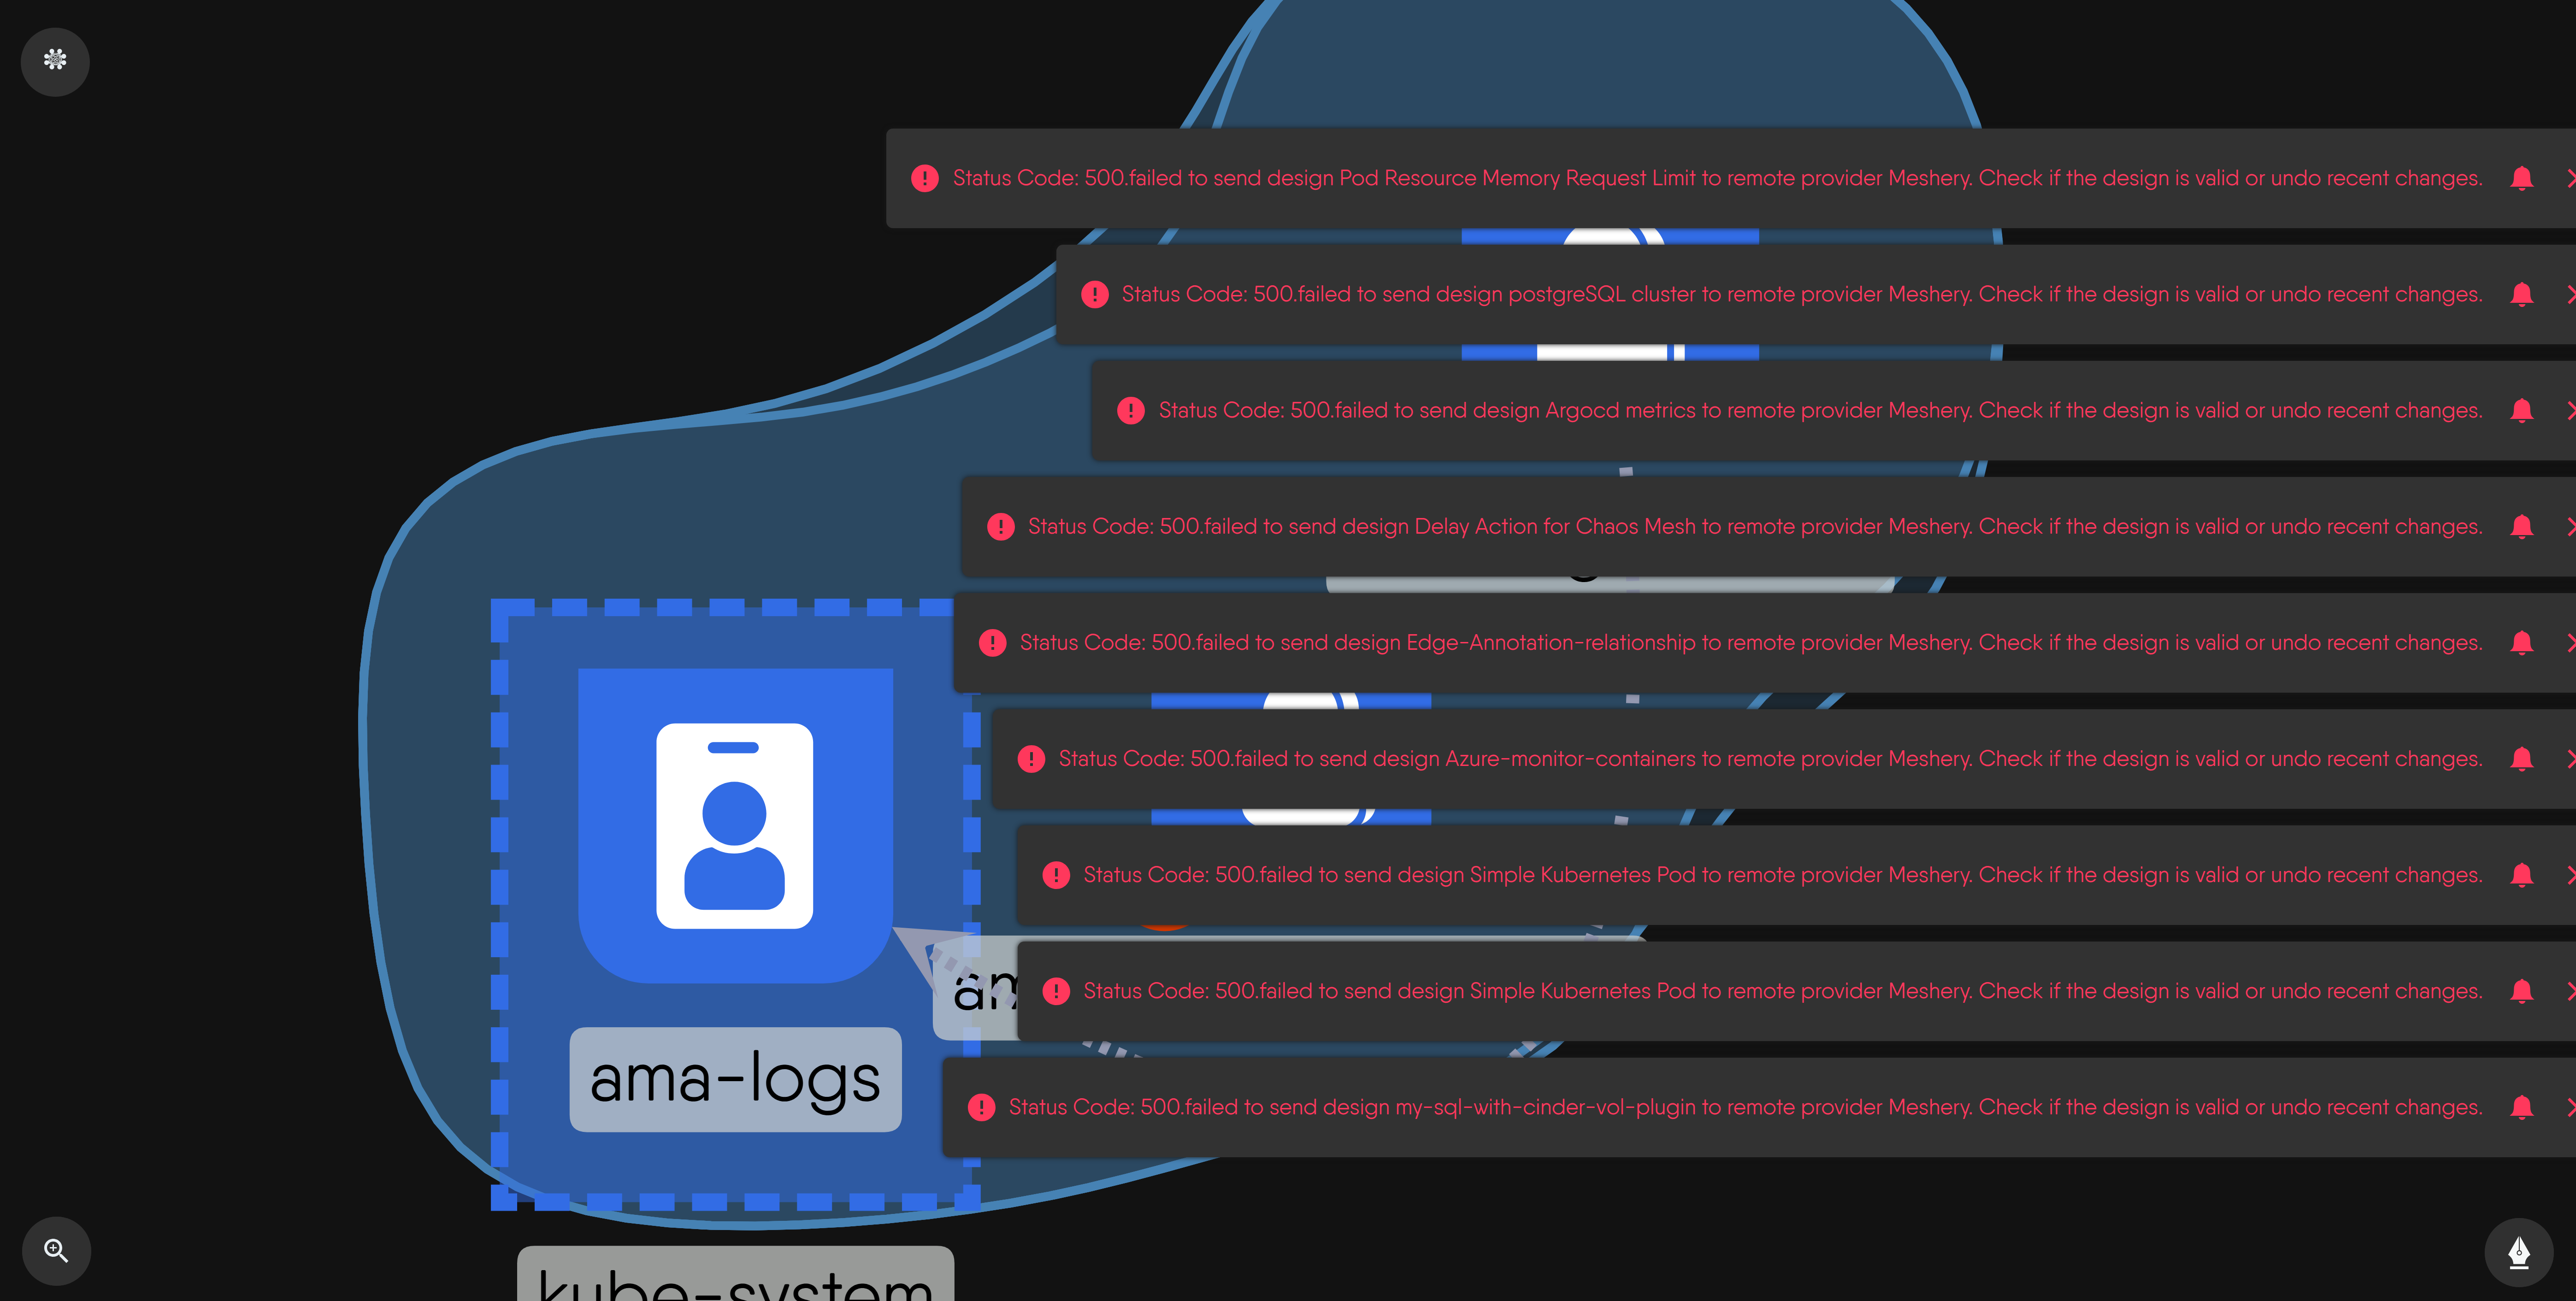 Status Code: 500.failed to send design Pod Resource Memory Request Limit to remote provider Meshery. Check if the design is valid or undo recent changes.
Status Code: 500.failed to send design postgreSQL cluster to remote provider Meshery. Check if the design is valid or undo recent changes.
Status Code: 500.failed to send design Argocd metrics to remote provider Meshery. Check if the design is valid or undo recent changes.
Status Code: 500.failed to send design Delay Action for Chaos Mesh to remote provider Meshery. Check if the design is valid or undo recent changes.
Status Code: 500.failed to send design Edge-Annotation-relationship to remote provider Meshery. Check if the design is valid or undo recent changes.
Status Code: 500.failed to send design Azure-monitor-containers to remote provider Meshery. Check if the design is valid or undo recent changes.
Status Code: 500.failed to send design Simple Kubernetes Pod to remote provider Meshery. Check if the design is valid or undo recent changes.
Status Code: 500.failed to send design Simple Kubernetes Pod to remote provider Meshery. Check if the design is valid or undo recent changes.
Status Code: 500.failed to send design my-sql-with-cinder-vol-plugin to remote provider Meshery. Check if the design is valid or undo recent changes.
ama-logs
kube-system